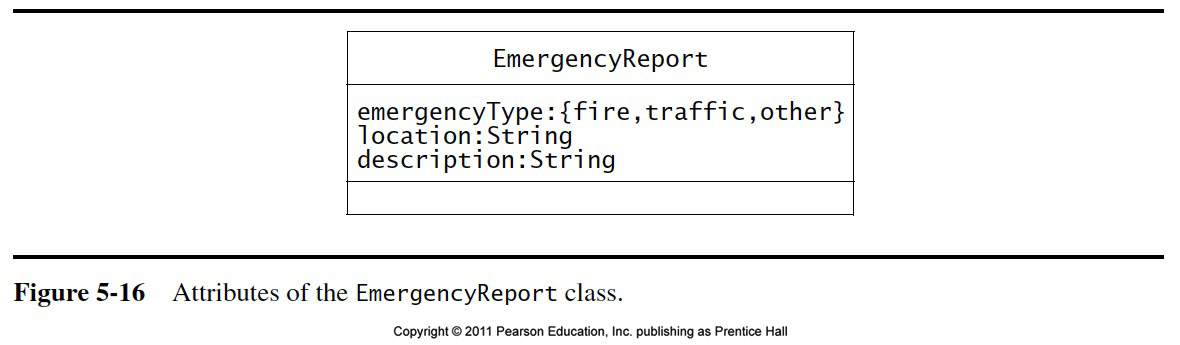 EmergencyReport
emergencyType:{fire,traffic,other}
location:String
description:String
Figure 5-16 Attributes of the EmergencyReport class.
Copyright © 2011 Pearson Education, Inc. publishing as Prentice Hall